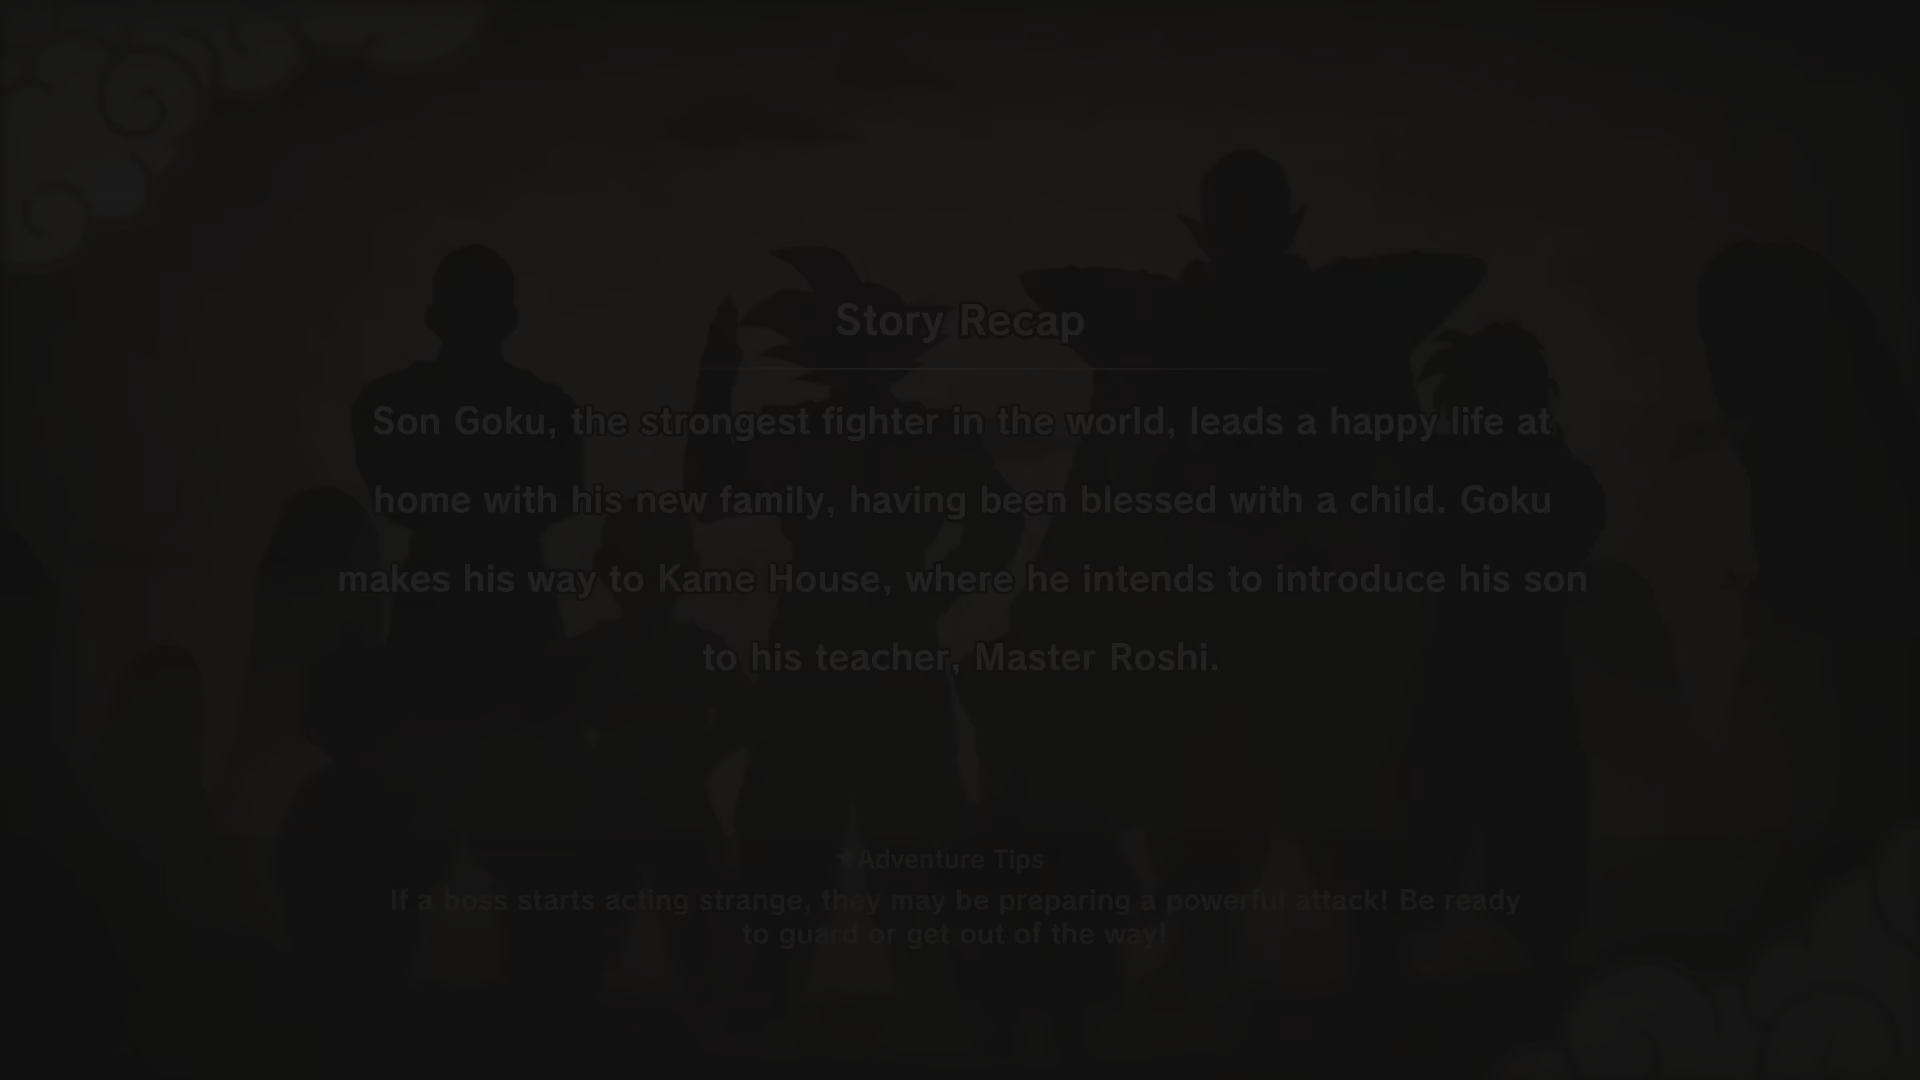 Story Recap
Son Goku, the strongest fighter in the world, leads a happy life at
home with his new family, having been blessed with a child. Goku
makes his way to Kame House, where he intends to introduce his son
to his teacher, Master Roshi.
★Adventure Tips
If a boss starts acting strange, they may be preparing a powerful attack! Be ready
to guard or get out of the way!